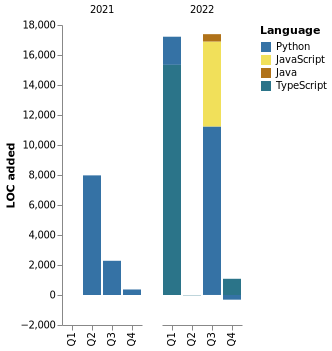 2021
2022
Language
Python
JavaScript
Java
TypeScript
LOC added
18,000
16,000
14,000
12,000
10,000
8,000
6,000
4,000
2,000
0
−2,000
Q1
Q2
Q3
Q4
Q1
Q2
Q3
Q4